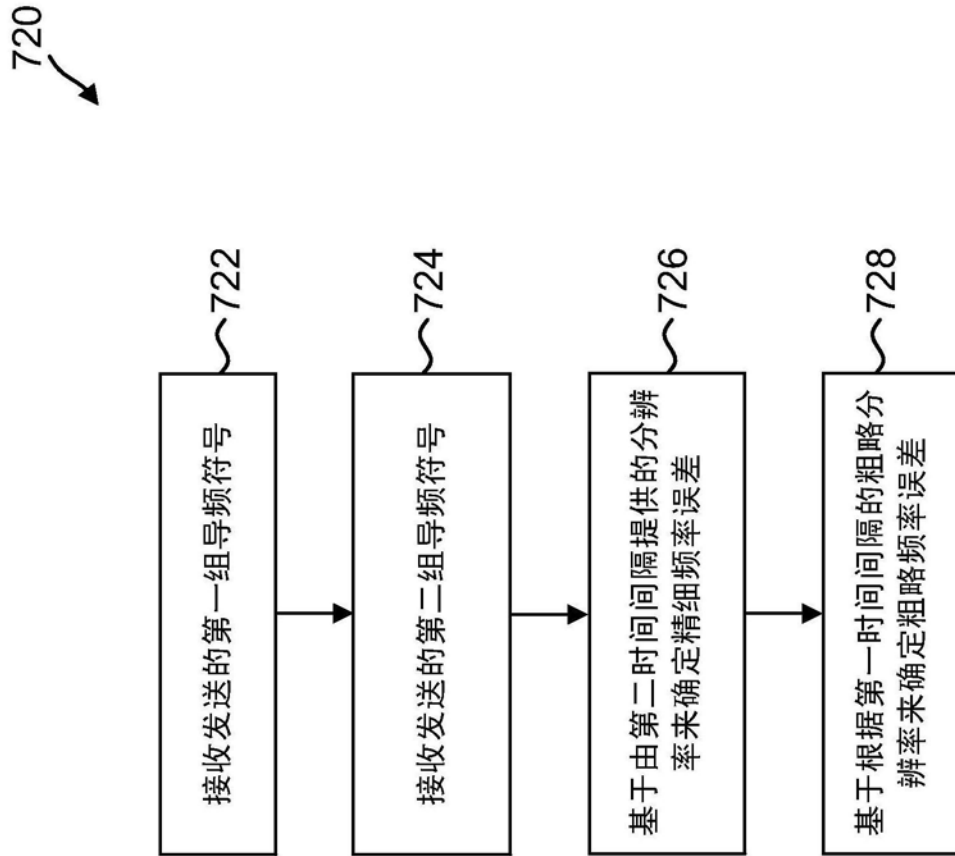 720
接收发送的第一组导频符号
722
接收发送的第二组导频符号
724
基于由第二时间间隔提供的分辨
率来确定精细频率误差
726
基于根据第一时间间隔的粗略分
辨率来确定粗略频率误差
728